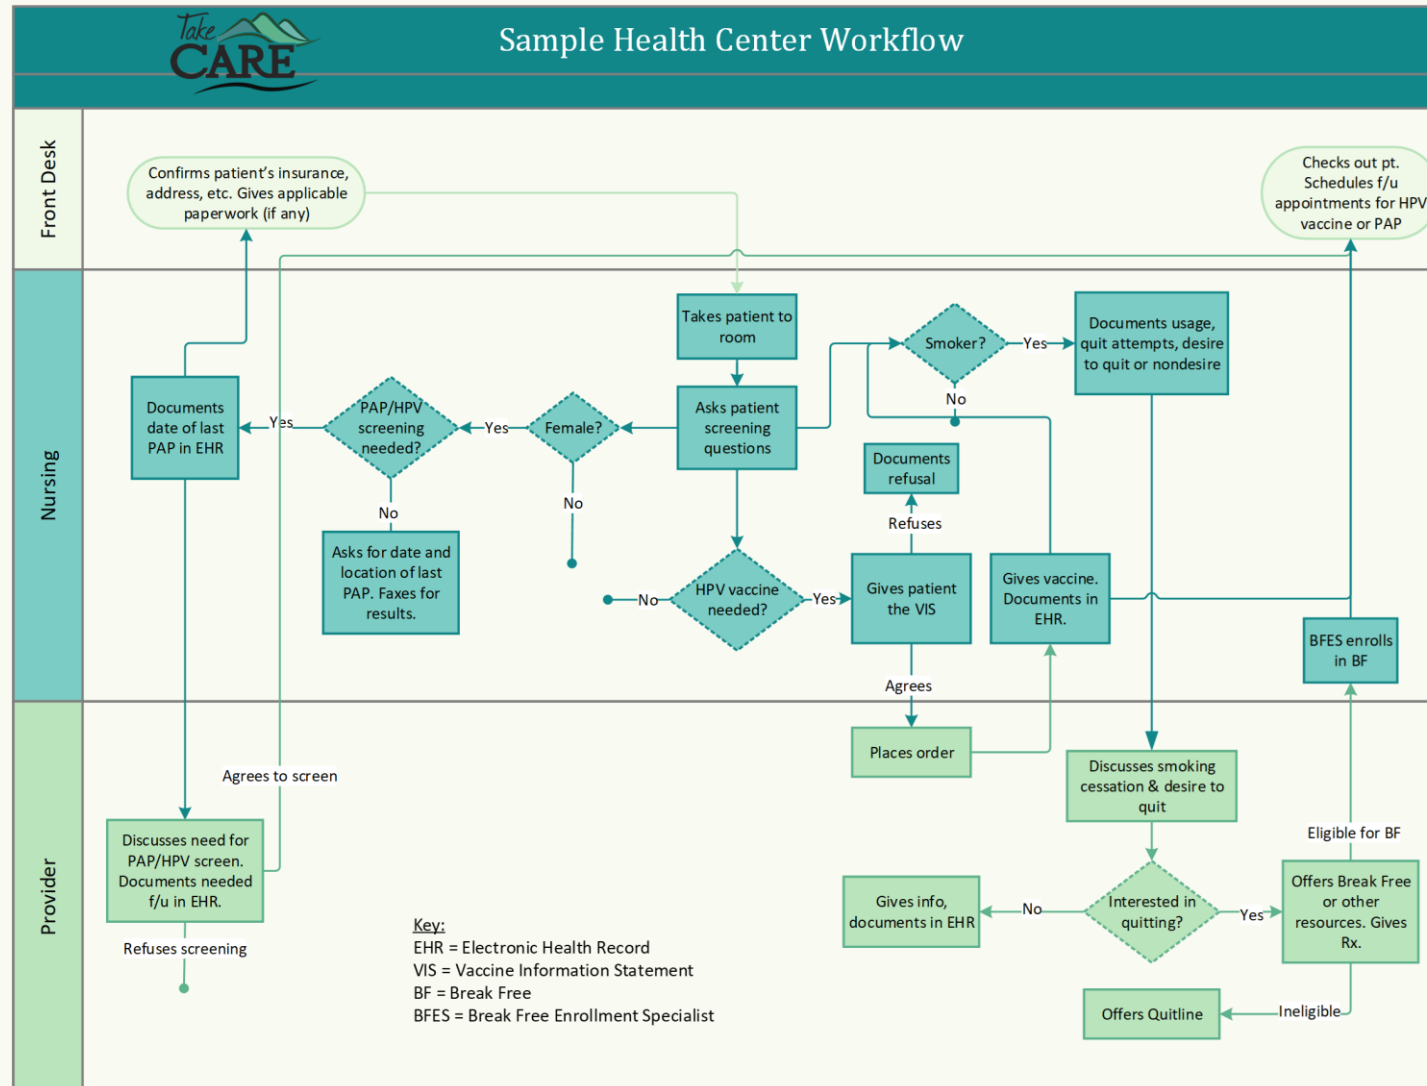 Take
CARE
Sample Health Center Workflow
Front Desk
Confirms patient’s insurance,
address, etc. Gives applicable
paperwork (if any)
Checks out pt.
Schedules f/u
appointments for HPV
vaccine or PAP
Nursing
Takes patient to
room
Smoker?
Yes
Documents usage,
quit attempts, desire
to quit or nondesire
No
Documents
date of last
PAP in EHR
Yes
PAP/HPV
screening
needed?
Yes
Female?
Asks patient
screening
questions
No
No
Documents
refusal
Refuses
Asks for date and
location of last
PAP. Faxes for
results.
No
HPV vaccine
needed?
Yes
Gives patient
the VIS
Gives vaccine.
Documents in
EHR.
BFES enrolls
in BF
Agrees
Provider
Places order
Agrees to screen
Discusses smoking
cessation & desire to
quit
Discusses need for
PAP/HPV screen.
Documents needed
f/u in EHR.
Refuses screening
Eligible for BF
Gives info,
documents in EHR
No
Interested in
quitting?
Yes
Offers Break Free
or other
resources. Gives
Rx.
Offers Quitline
Ineligible
Key:
EHR = Electronic Health Record
VIS = Vaccine Information Statement
BF = Break Free
BFES = Break Free Enrollment Specialist